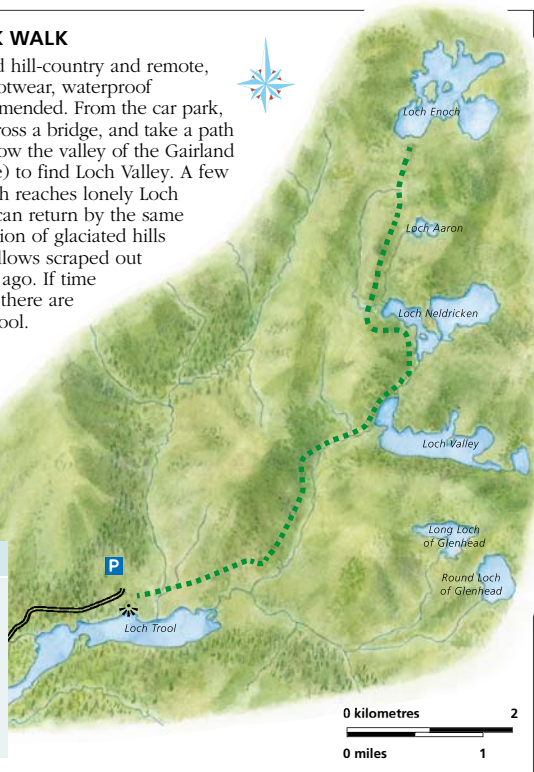 K WALK
d hill-country and remote,
otwear, waterproof
mended. From the car park,
ross a bridge, and take a path
ow the valley of the Gairland
e) to find Loch Valley. A few
h reaches lonely Loch
can return by the same
ion of glaciated hills
llows scraped out
ago. If time
there are
ool.
Loch Enoch
Loch Aaron
Loch Neldricken
Loch Valley
Long Loch
of Glenhead
Round Loch
of Glenhead
P
Loch Trool
0 kilometres 2
0 miles 1